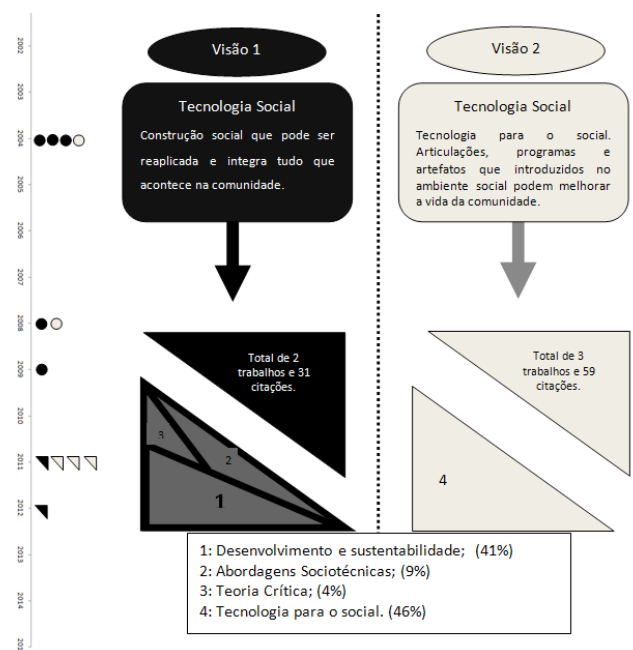 2002
2003
2004
2005
2006
2007
2008
2009
2010
2011
2012
2013
2014
201
Visão 1
Tecnologia Social
Construção social que pode ser
reaplicada e integra tudo que
acontece na comunidade.
Total de 2
trabalhos e 31
citações.
3
2
1
Visão 2
Tecnologia Social
Tecnologia para o social.
Articulações, programas e
artefatos que introduzidos no
ambiente social podem melhorar
a vida da comunidade.
Total de 3
trabalhos e 59
citações.
4
1: Desenvolvimento e sustentabilidade; (41%)
2: Abordagens Sociotécnicas; (9%)
3: Teoria Crítica; (4%)
4: Tecnologia para o social. (46%)